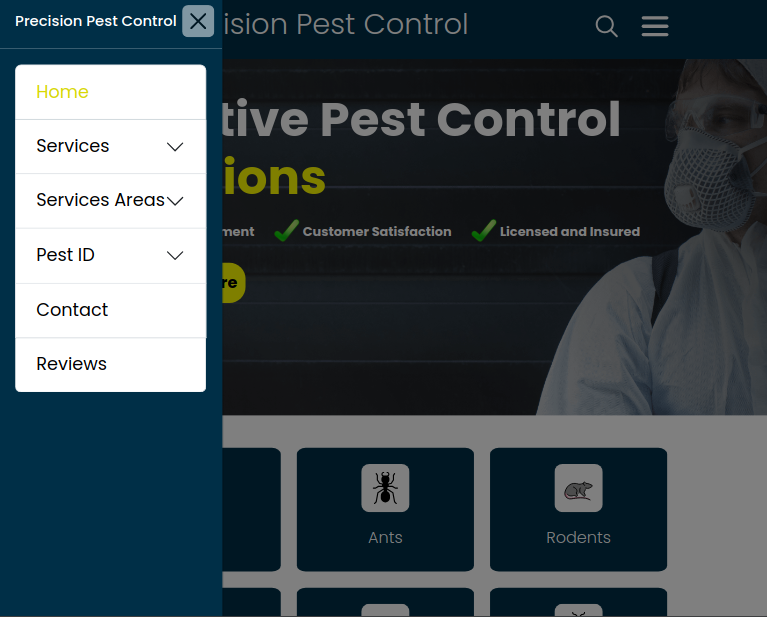 Precision Pest Control
Home
Services
Services Areas
Pest ID
Contact
Reviews
cision Pest Control
tive Pest Control
ions
ment
Customer Satisfaction
Licensed and Insured
re
Ants
Rodents